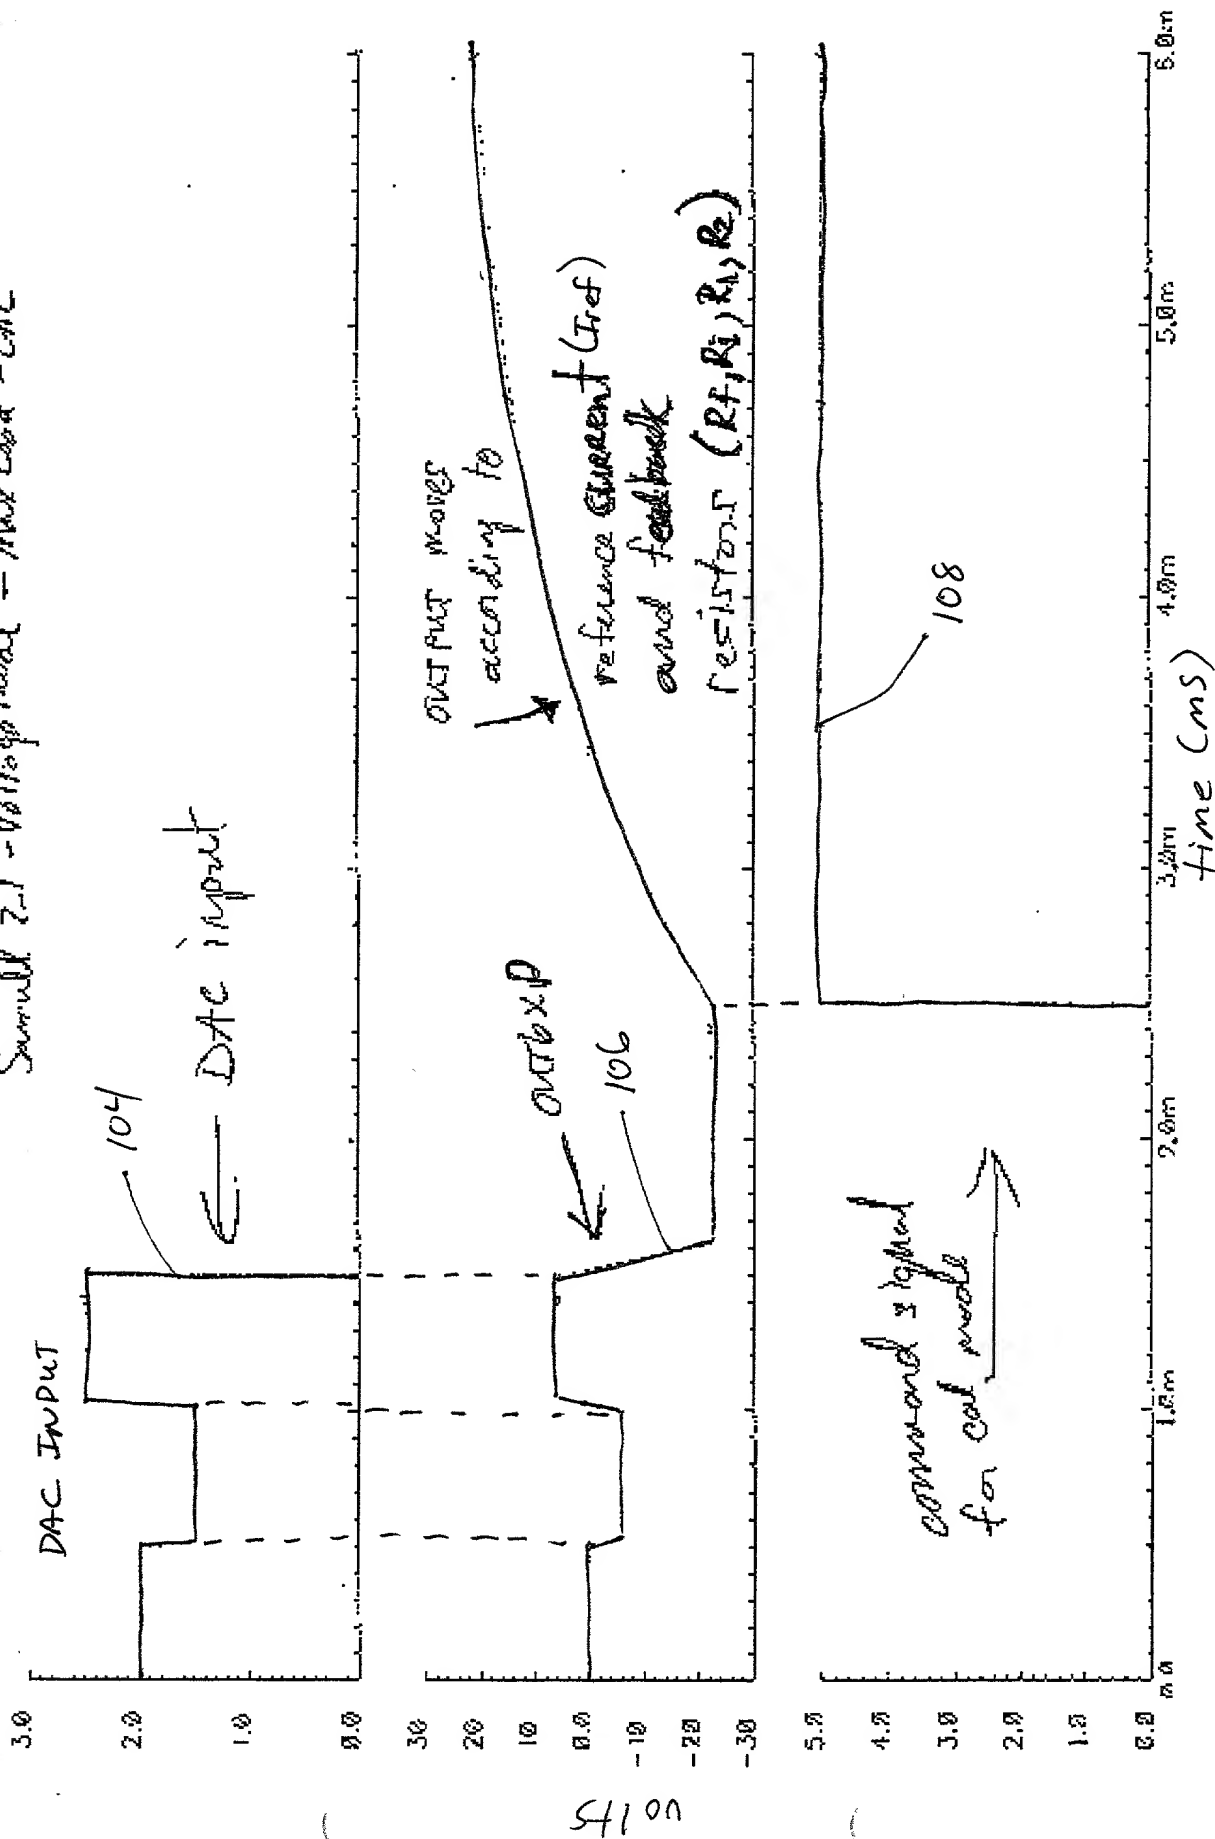 DAC INPUT
3.0
2.0
1.0
0.0
104
DAC input
30
20
10
0.0
-10
-20
-30
volts
106
output moves
according to
reference current (Iref)
and feedback
resistors (Rf, Ri, R1, R2)
5.0
4.0
3.0
2.0
1.0
0.0
command signal
for cal mode
108
1.0m
2.0m
3.0m
4.0m
5.0m
6.0m
time (ms)